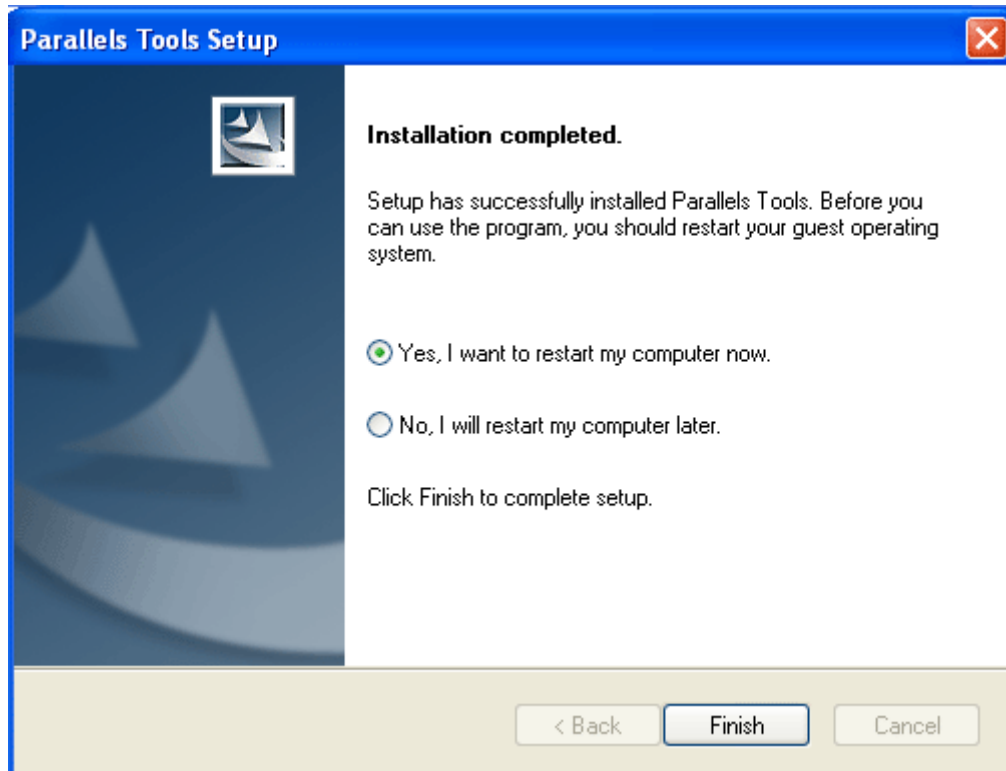 Parallels Tools Setup
Installation completed.
Setup has successfully installed Parallels Tools. Before you
can use the program, you should restart your guest operating
system.
Yes, I want to restart my computer now.
No, I will restart my computer later.
Click Finish to complete setup.
< Back Finish Cancel